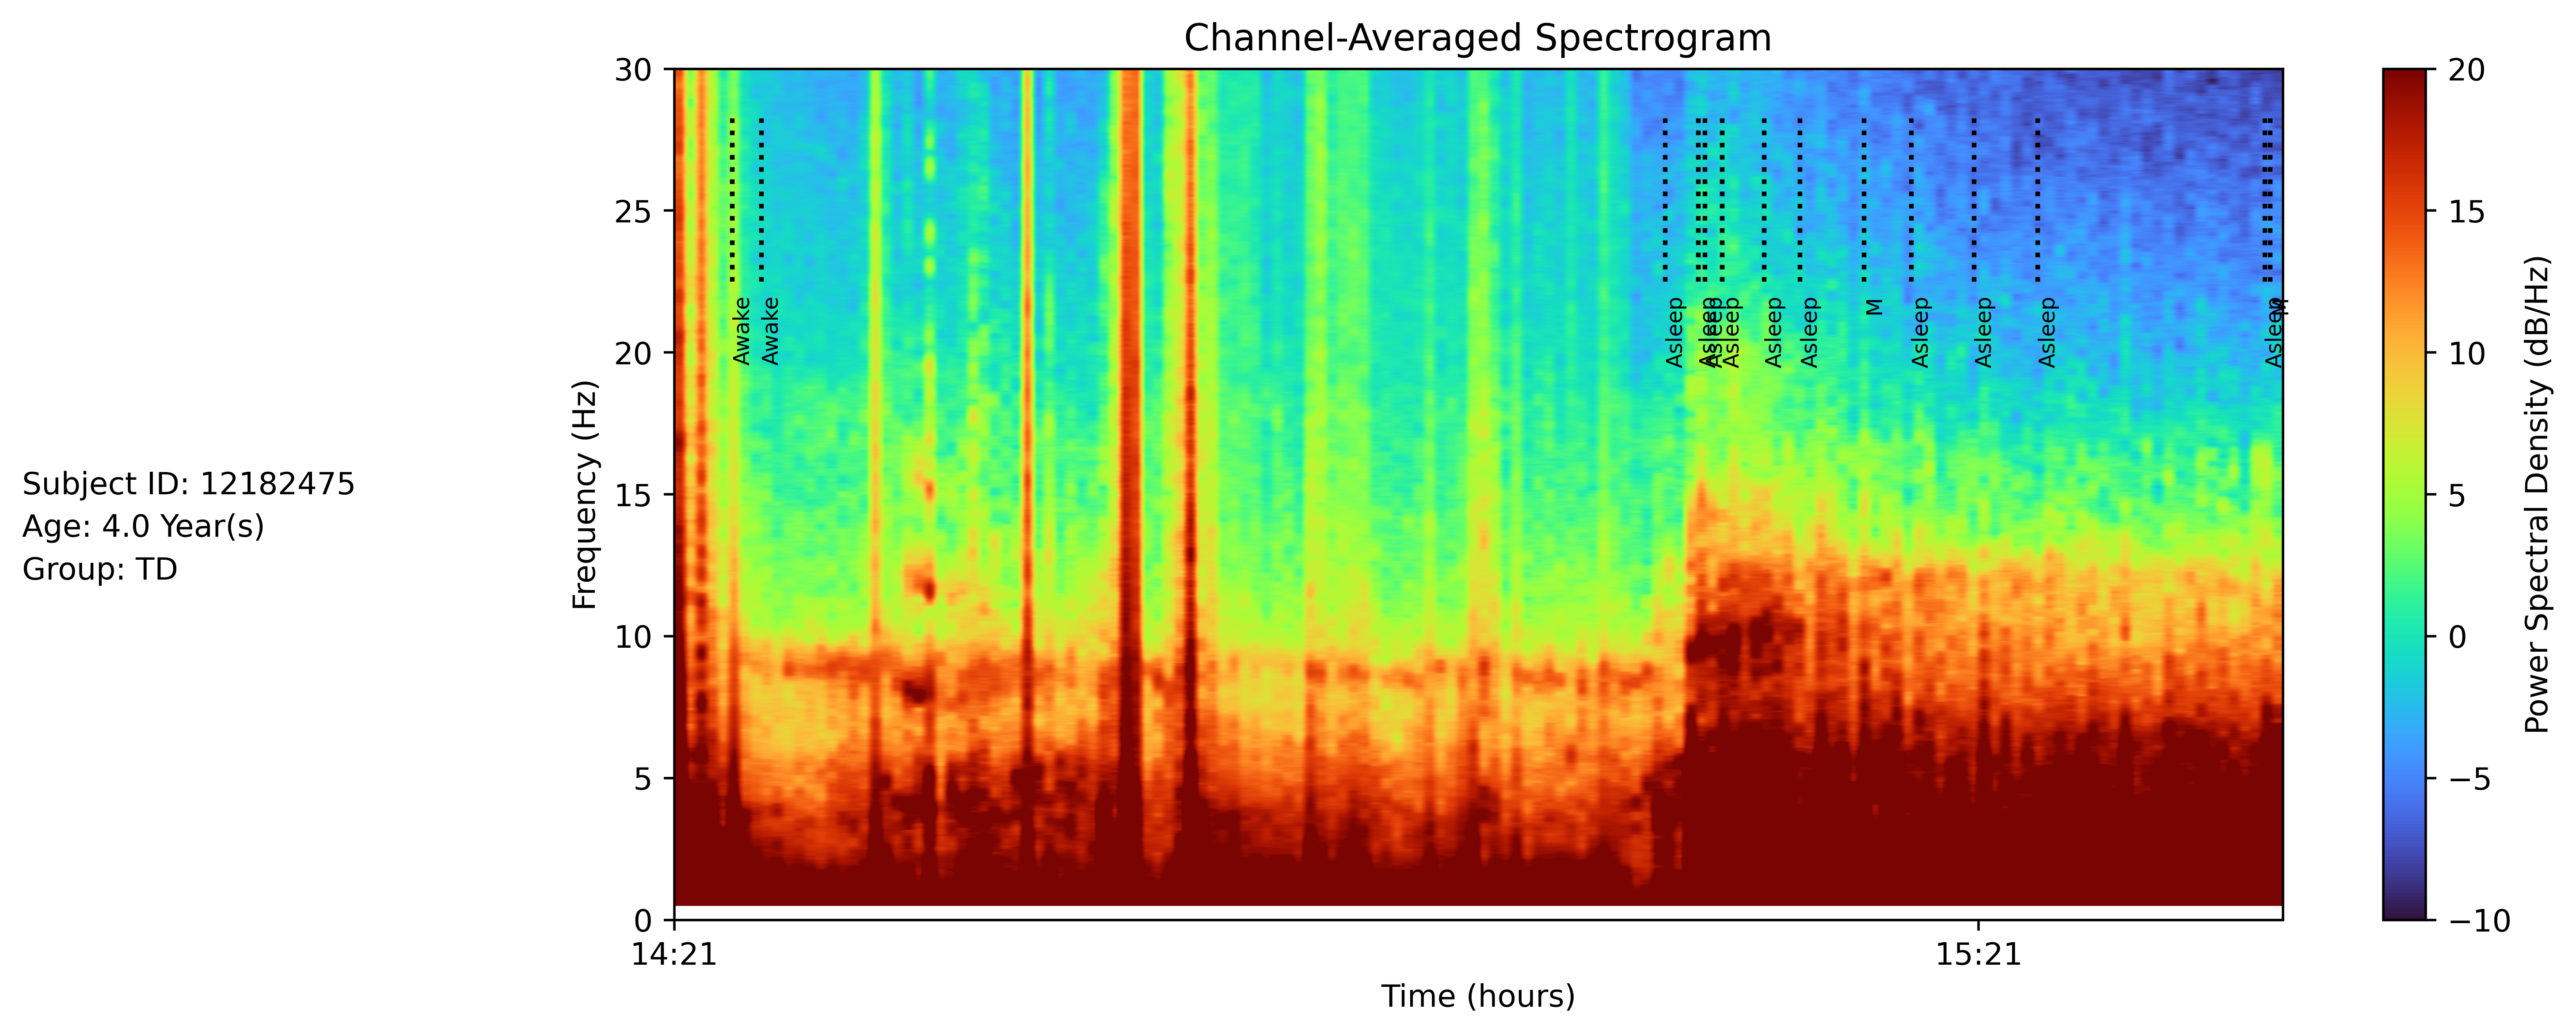 Channel-Averaged Spectrogram
Subject ID: 12182475
Age: 4.0 Year(s)
Group: TD
Frequency (Hz)
30
25
20
15
10
5
0
Awake
Awake
Asleep
Asleep
Asleep
Asleep
Asleep
Asleep
M
Asleep
Asleep
Asleep
Asleep
M
14:21
15:21
Time (hours)
20
15
10
5
0
−5
−10
Power Spectral Density (dB/Hz)